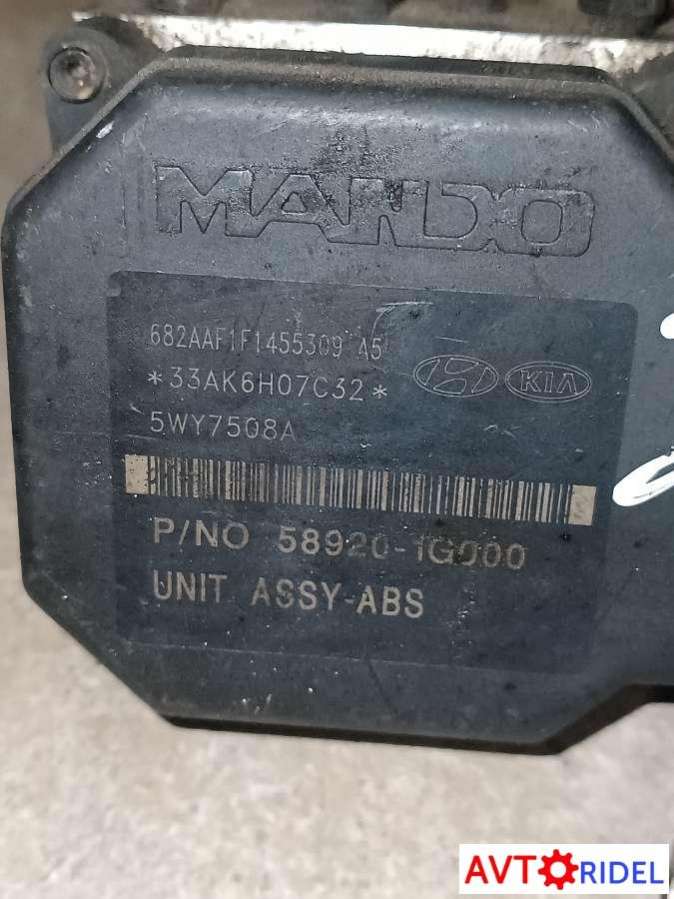 MANDO
682AAF1F1455309 A5
*33AK6H07C32*
KIA
5WY7508A
P/NO 58920-1G000
UNIT ASSY-ABS
AVTORIDEL